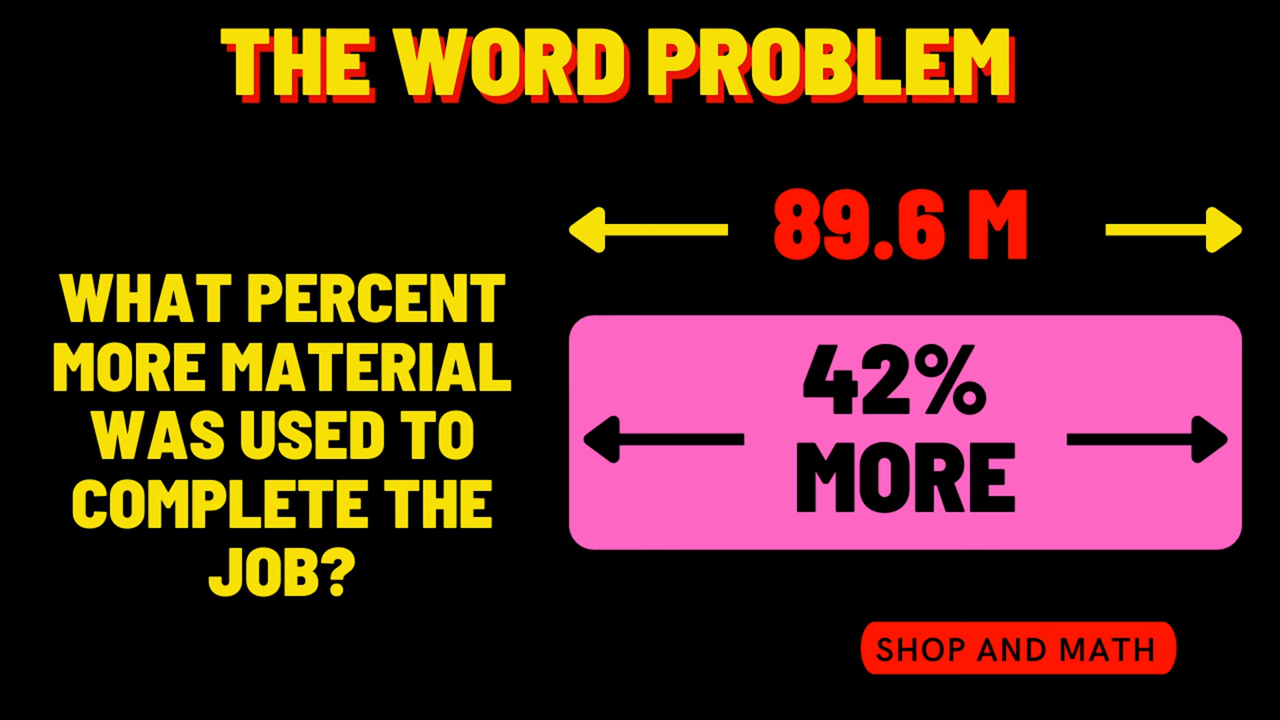 THE WORD PROBLEM
89.6 M
WHAT PERCENT
MORE MATERIAL
WAS USED TO
COMPLETE THE
JOB?
42%
MORE
SHOP AND MATH